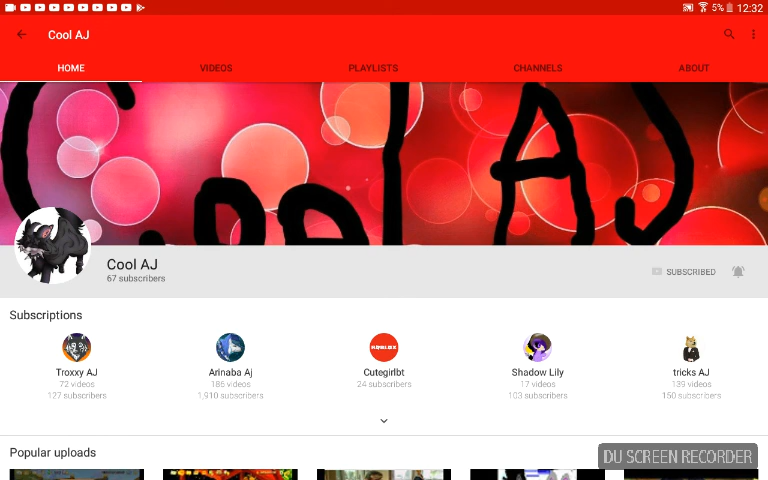 5% 12:32
Cool AJ
HOME VIDEOS PLAYLISTS CHANNELS ABOUT
Cool AJ
Cool AJ
67 subscribers
SUBSCRIBED
Subscriptions
Troxxy AJ
72 videos
127 subscribers
Arinaba Aj
186 videos
1,910 subscribers
ROBLOX
Cutegirlbt
24 subscribers
Shadow Lily
17 videos
103 subscribers
tricks AJ
139 videos
150 subscribers
Popular uploads
DU SCREEN RECORDER